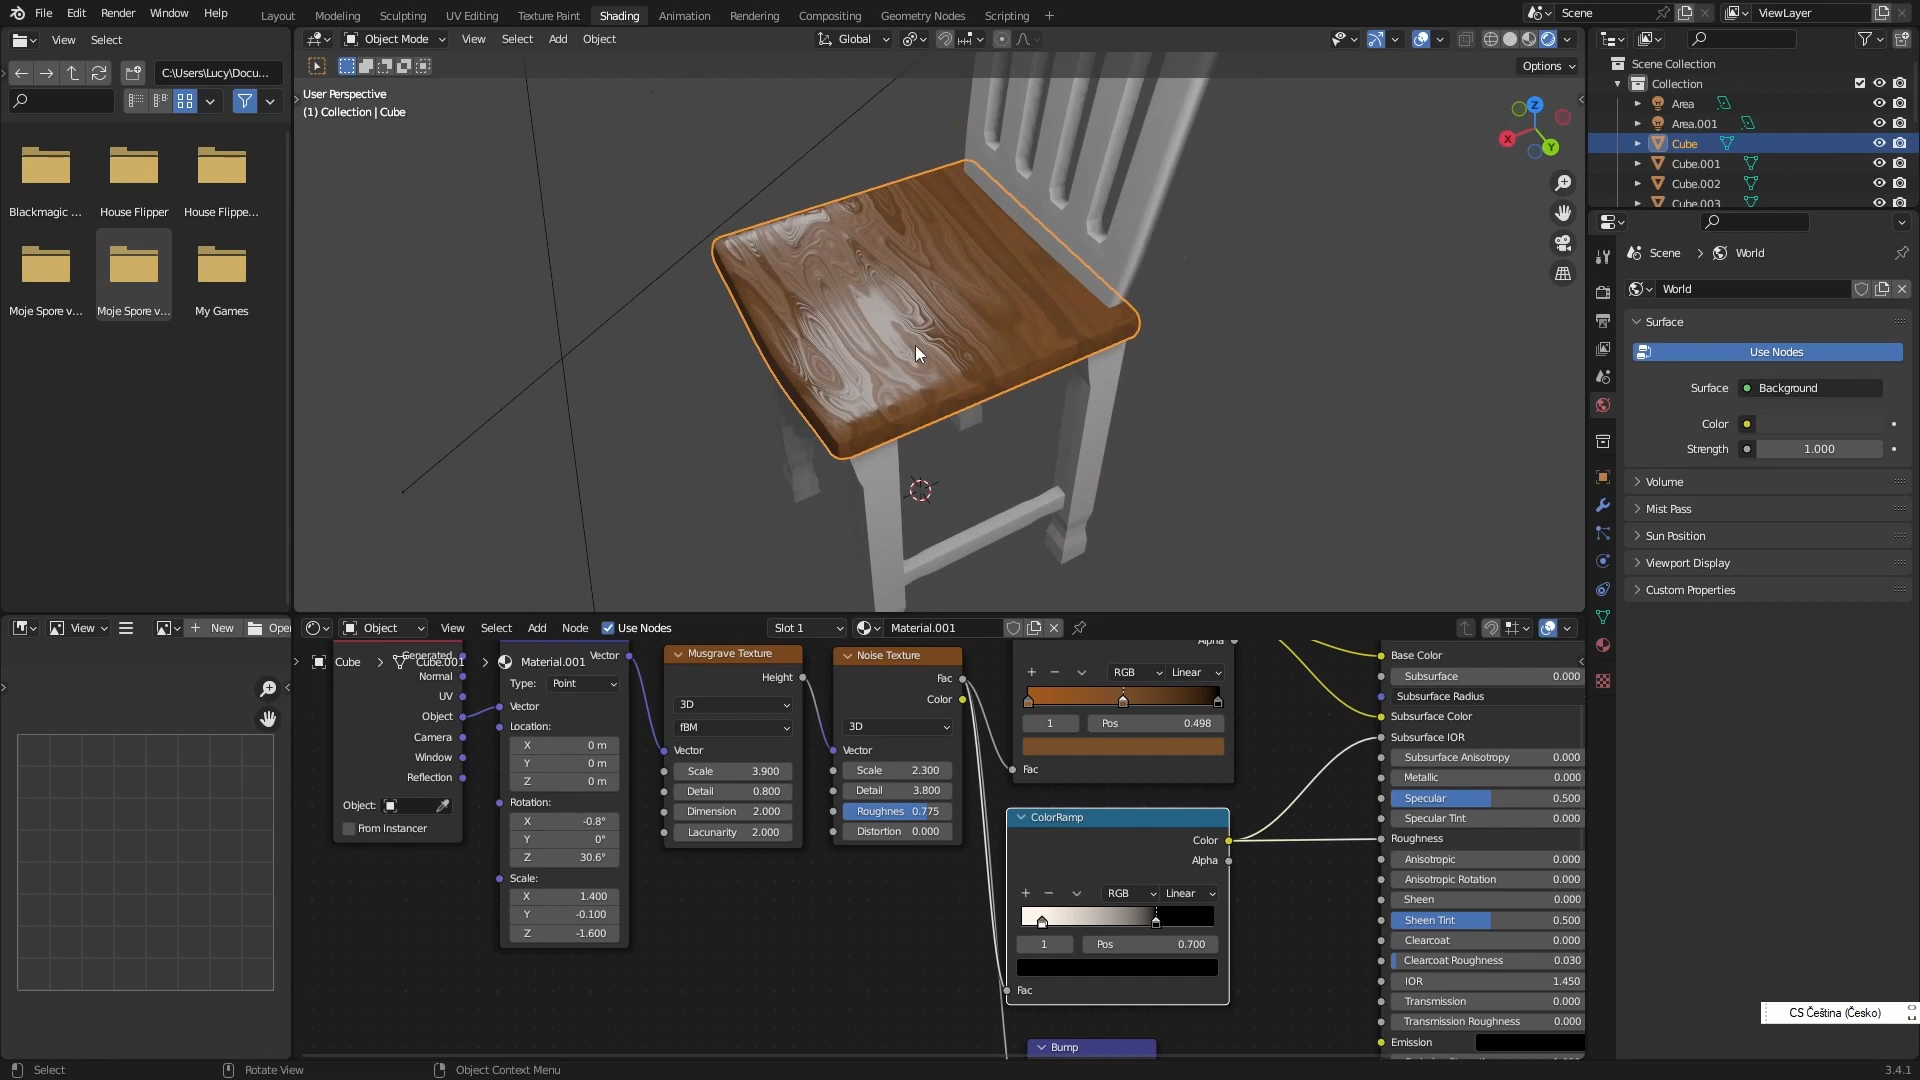 File Edit Render Window Help Layout Modeling Sculpting UV Editing Texture Paint Shading Animation Rendering Compositing Geometry Nodes Scripting + Scene ViewLayer
View Select
Object Mode View Select Add Object Global
C:\Users\Lucy\Docu...
Options
User Perspective
(1) Collection | Cube
Z
X
Y
Blackmagic ... House Flipper House Flippe...
Moje Spore v... Moje Spore v... My Games
Scene Collection
Collection
Area
Area.001
Cube
Cube.001
Cube.002
Cube.003
Scene > World
World
Surface
Use Nodes
Surface Background
Color
Strength 1.000
Volume
Mist Pass
Sun Position
Viewport Display
Custom Properties
View + New Open
Object View Select Add Node Use Nodes Slot 1 Material.001
Cube > Cube.001 > Material.001
Generated
Normal
UV
Object
Camera
Window
Reflection
Object:
From Instancer
Vector
Type: Point
Vector
Location:
X 0 m
Y 0 m
Z 0 m
Rotation:
X -0.8°
Y 0°
Z 30.6°
Scale:
X 1.400
Y -0.100
Z -1.600
Musgrave Texture
Height
3D
fBM
Vector
Scale 3.900
Detail 0.800
Dimension 2.000
Lacunarity 2.000
Noise Texture
Fac
Color
3D
Vector
Scale 2.300
Detail 3.800
Roughnes 0.775
Distortion 0.000
Alpha
+ − RGB Linear
1 Pos 0.498
Fac
ColorRamp
Color
Alpha
+ − RGB Linear
1 Pos 0.700
Fac
Bump
Base Color
Subsurface 0.000
Subsurface Radius
Subsurface Color
Subsurface IOR
Subsurface Anisotropy 0.000
Metallic 0.000
Specular 0.500
Specular Tint 0.000
Roughness
Anisotropic 0.000
Anisotropic Rotation 0.000
Sheen 0.000
Sheen Tint 0.500
Clearcoat 0.000
Clearcoat Roughness 0.030
IOR 1.450
Transmission 0.000
Transmission Roughness 0.000
Emission
CS Čeština (Česko)
Select Rotate View Object Context Menu 3.4.1